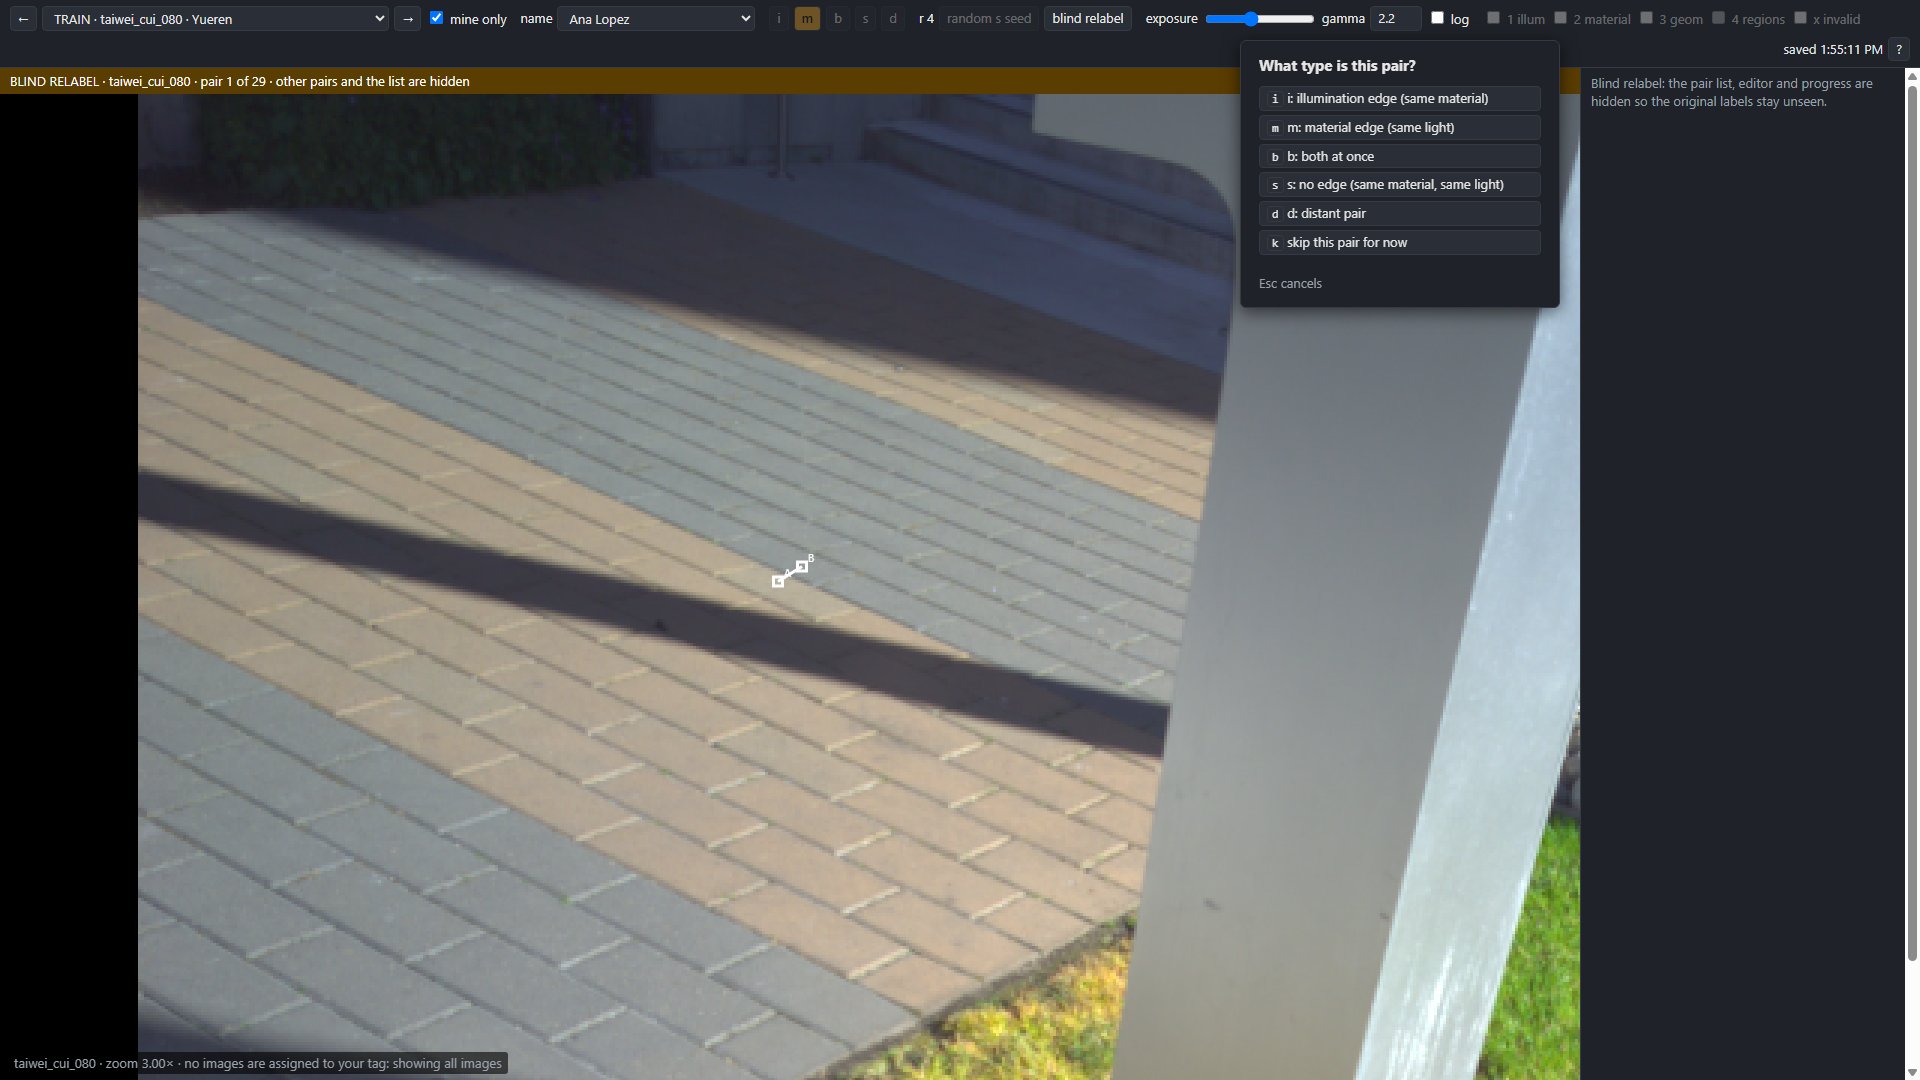 ← TRAIN · taiwei_cui_080 · Yueren → mine only name Ana Lopez i m b s d r 4 random s seed blind relabel exposure gamma 2.2 log 1 illum 2 material 3 geom 4 regions x invalid
saved 1:55:11 PM ?
BLIND RELABEL · taiwei_cui_080 · pair 1 of 29 · other pairs and the list are hidden
What type is this pair?
i i: illumination edge (same material)
m m: material edge (same light)
b b: both at once
s s: no edge (same material, same light)
d d: distant pair
k skip this pair for now
Esc cancels
Blind relabel: the pair list, editor and progress are
hidden so the original labels stay unseen.
B
A
taiwei_cui_080 · zoom 3.00× · no images are assigned to your tag: showing all images